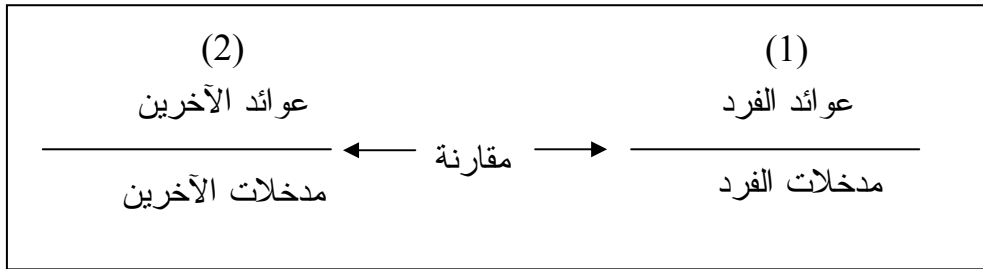 (1)
عوائد الفرد
مدخلات الفرد
مقارنة
(2)
عوائد الآخرين
مدخلات الآخرين